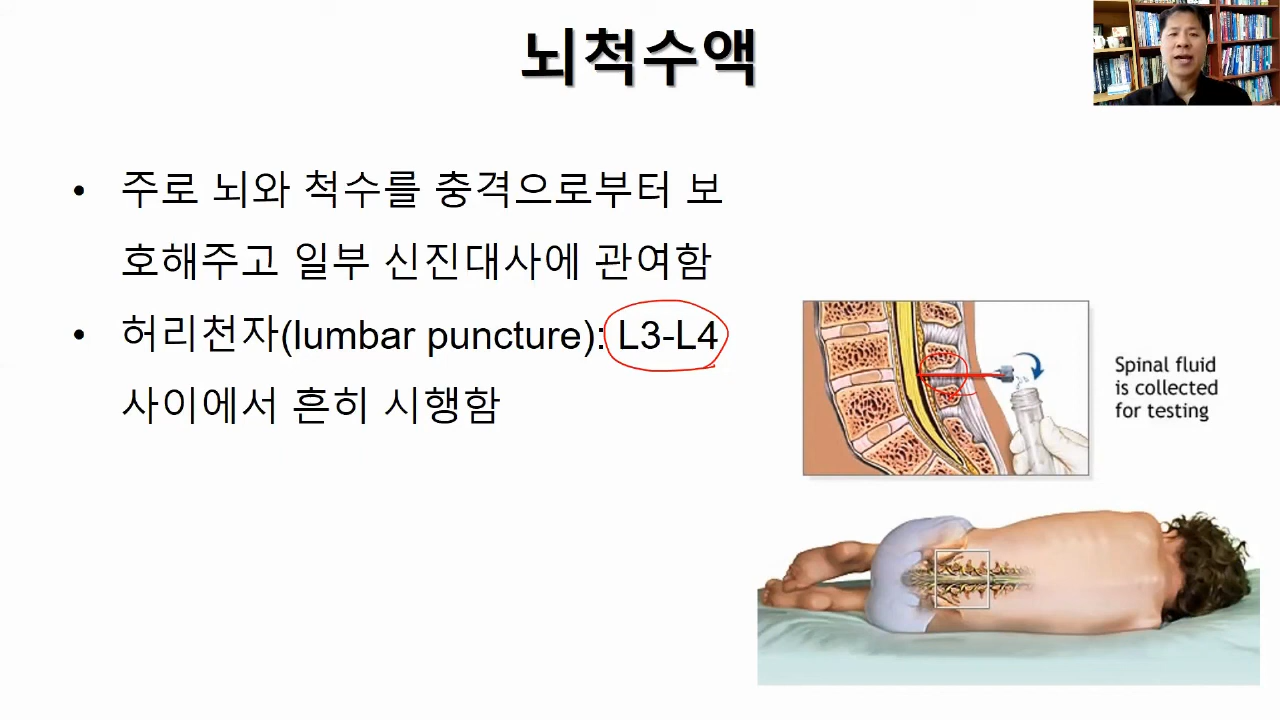 뇌척수액
• 주로 뇌와 척수를 충격으로부터 보
호해주고 일부 신진대사에 관여함
• 허리천자(lumbar puncture): L3-L4
사이에서 흔히 시행함
Spinal fluid
is collected
for testing